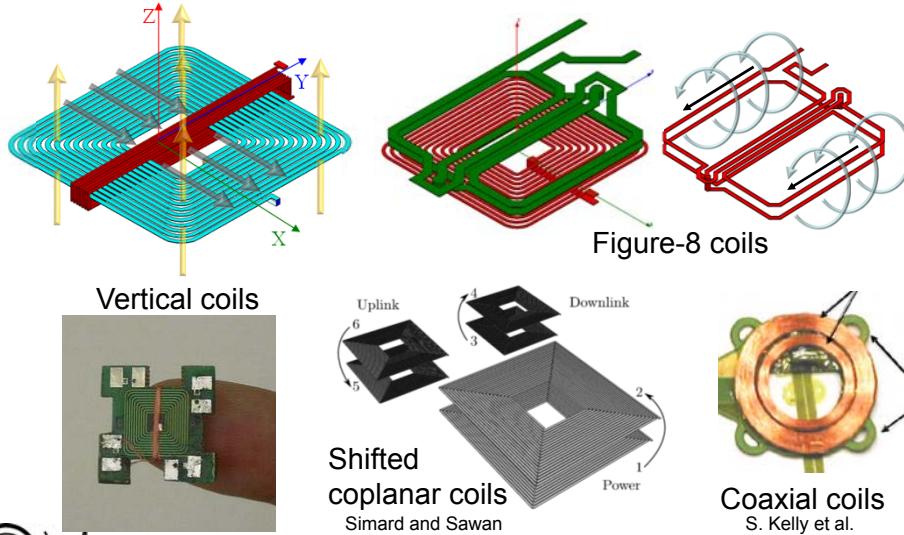 Z
Y
X
Figure-8 coils
Vertical coils
Uplink
6
5
4
3
Downlink
2
1
Power
Shifted
coplanar coils
Simard and Sawan
Coaxial coils
S. Kelly et al.